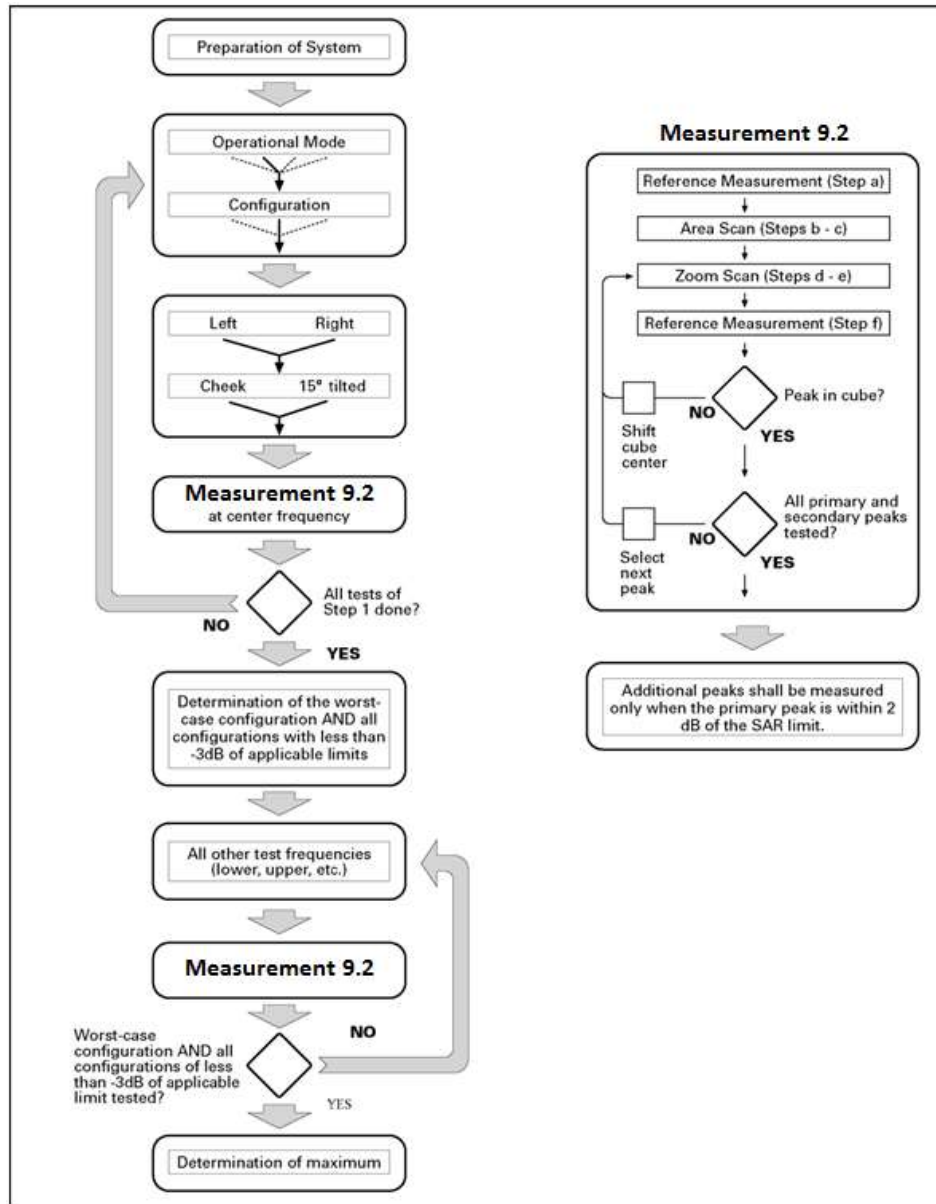 Preparation of System
Operational Mode
Configuration
Left Right
Cheek 15° tilted
Measurement 9.2
at center frequency
All tests of
Step 1 done?
NO
YES
Determination of the worst-
case configuration AND all
configurations with less than
-3dB of applicable limits
All other test frequencies
(lower, upper, etc.)
Measurement 9.2
NO
Worst-case
configuration AND all
configurations of less
than -3dB of applicable
limit tested?
YES
Determination of maximum
Measurement 9.2
Reference Measurement (Step a)
Area Scan (Steps b - c)
Zoom Scan (Steps d - e)
Reference Measurement (Step f)
Peak in cube?
NO
YES
Shift
cube
center
All primary and
secondary peaks
tested?
NO
YES
Select
next
peak
Additional peaks shall be measured
only when the primary peak is within 2
dB of the SAR limit.